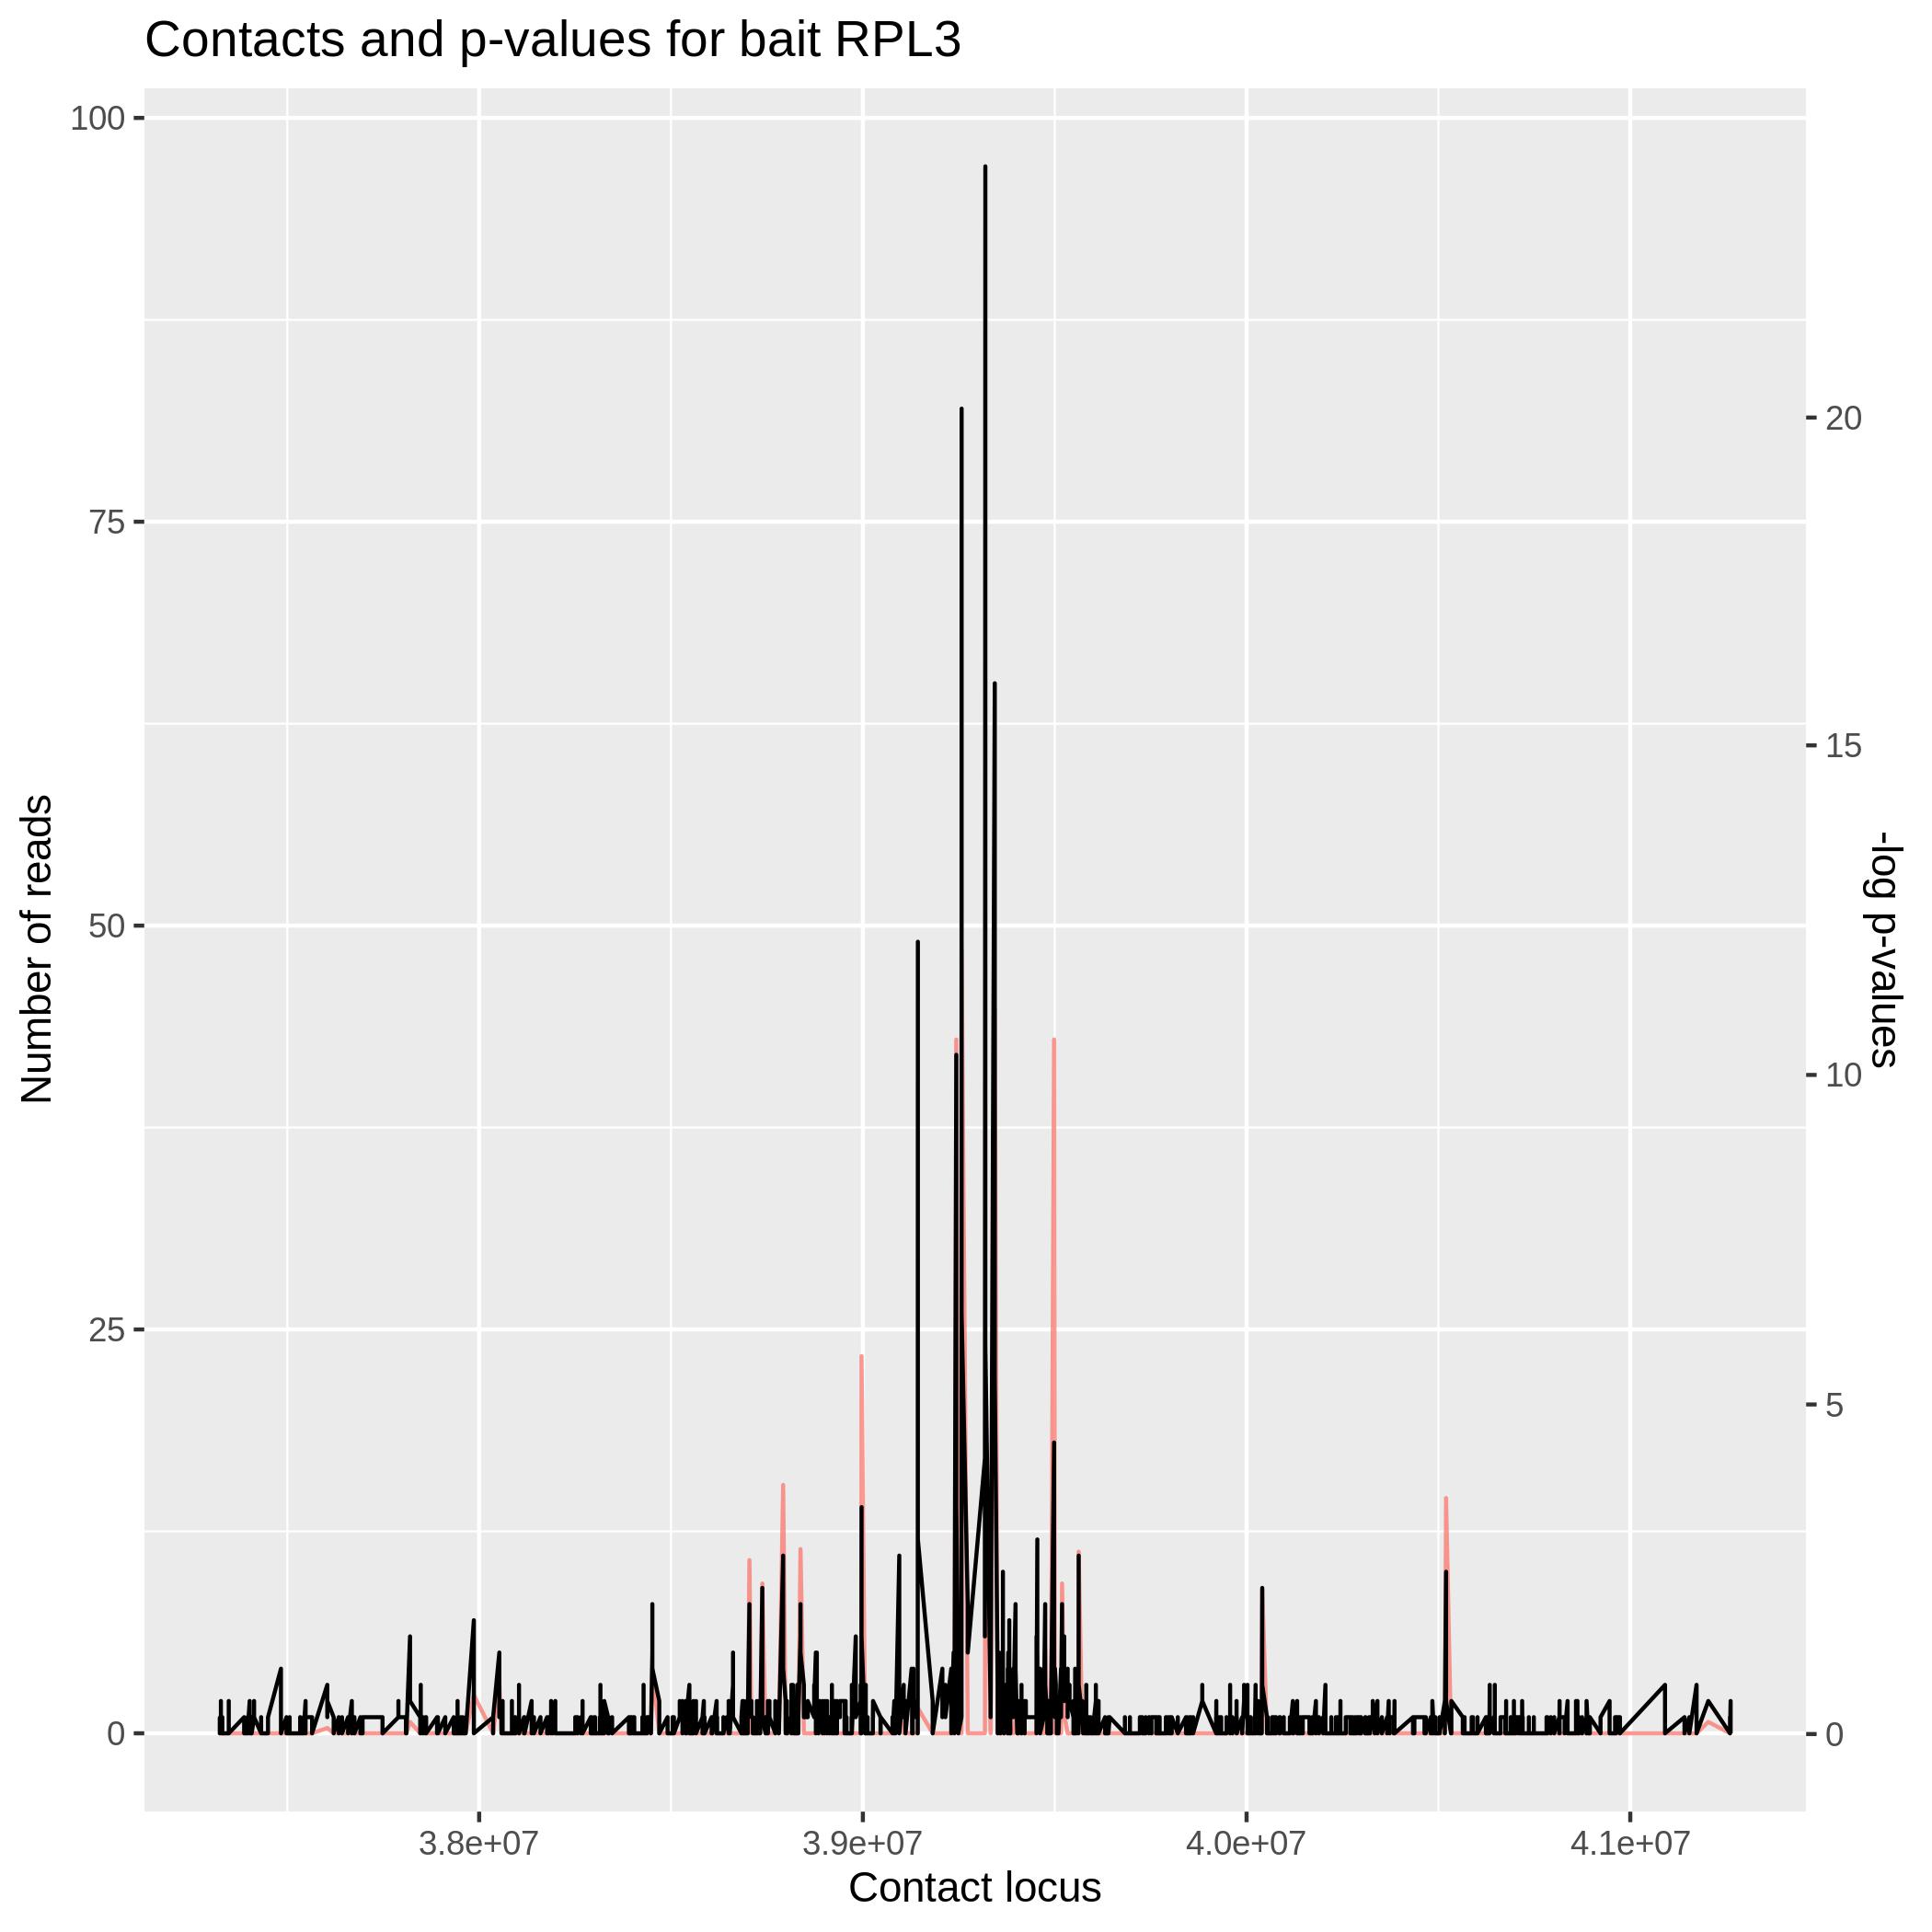 Contacts and p-values for bait RPL3
100
75
50
25
0
Number of reads
20
15
10
5
0
-log p-values
3.8e+07
3.9e+07
4.0e+07
4.1e+07
Contact locus